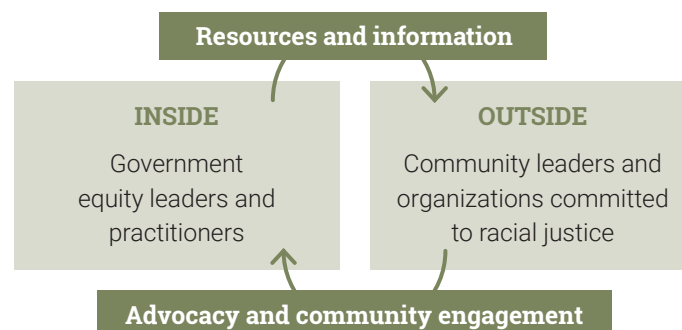 Resources and information
INSIDE
Government
equity leaders and
practitioners
OUTSIDE
Community leaders and
organizations committed
to racial justice
Advocacy and community engagement